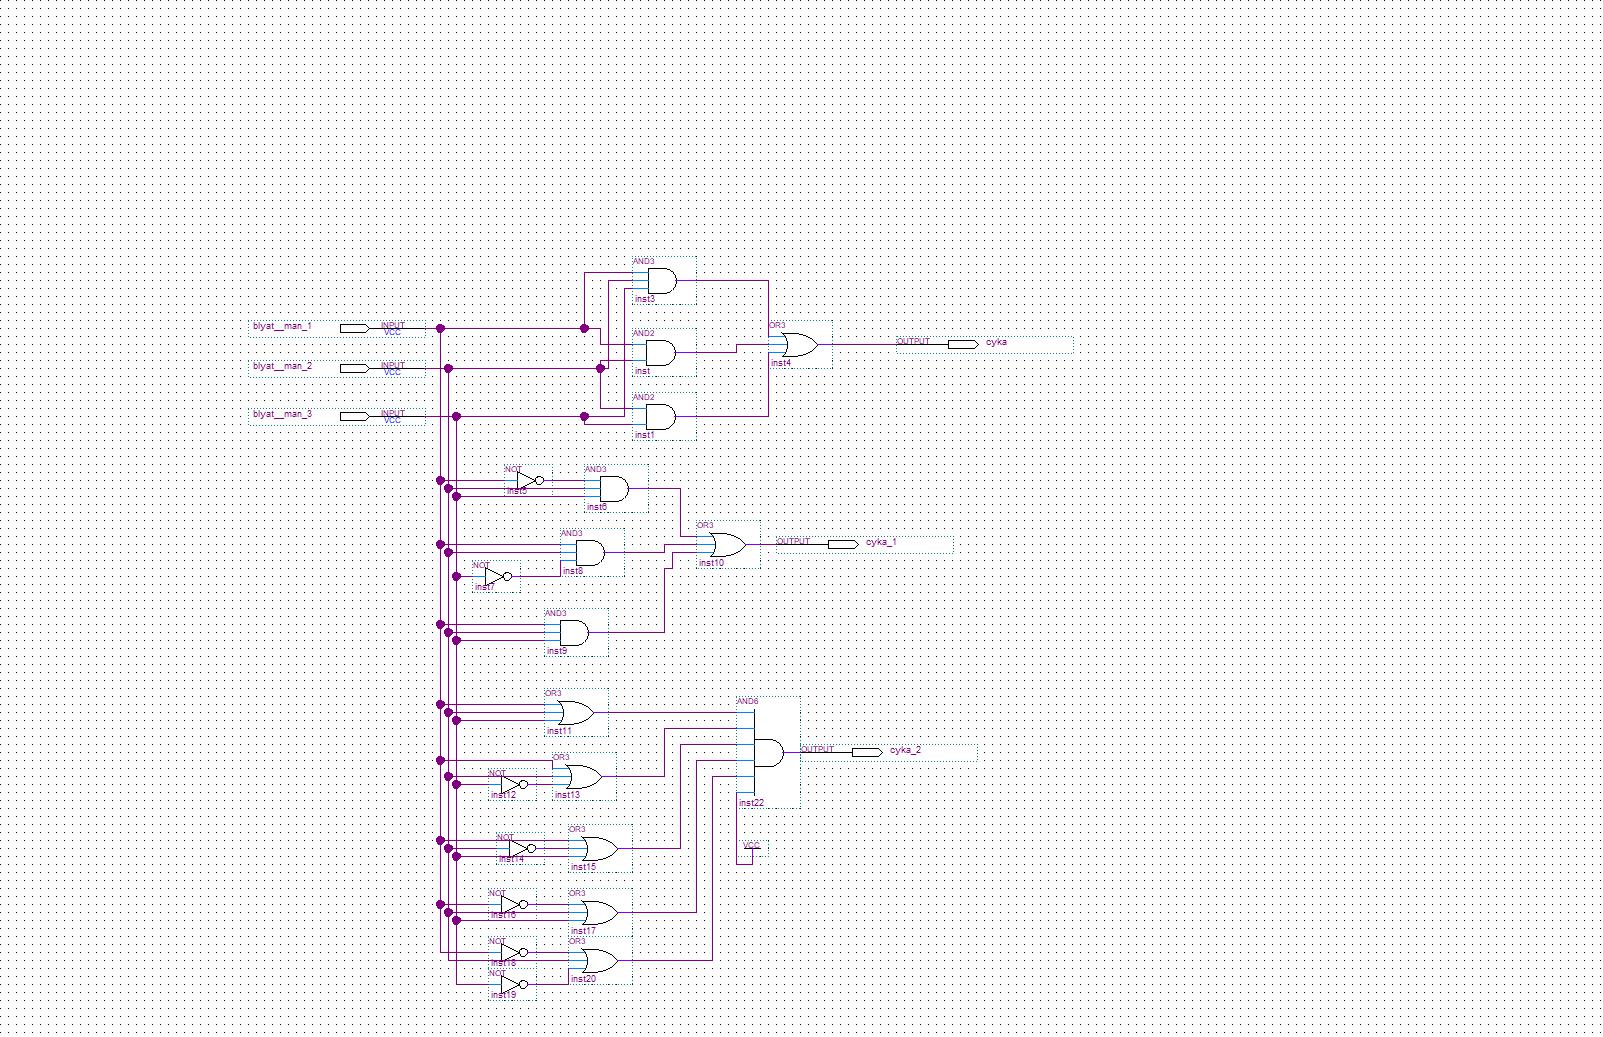 AND3
inst3
blyat__man_1 INPUT
VCC
AND2
inst
OR3
inst4
OUTPUT cyka
blyat__man_2 INPUT
VCC
AND2
inst1
blyat__man_3 INPUT
VCC
NOT
inst5
AND3
inst6
AND3
inst8
NOT
inst7
OR3
inst10
OUTPUT cyka_1
AND3
inst9
OR3
inst11
AND6
inst22
OUTPUT cyka_2
OR3
inst13
NOT
inst12
VCC
NOT
inst14
OR3
inst15
NOT
inst16
OR3
inst17
NOT
inst18
OR3
inst20
NOT
inst19